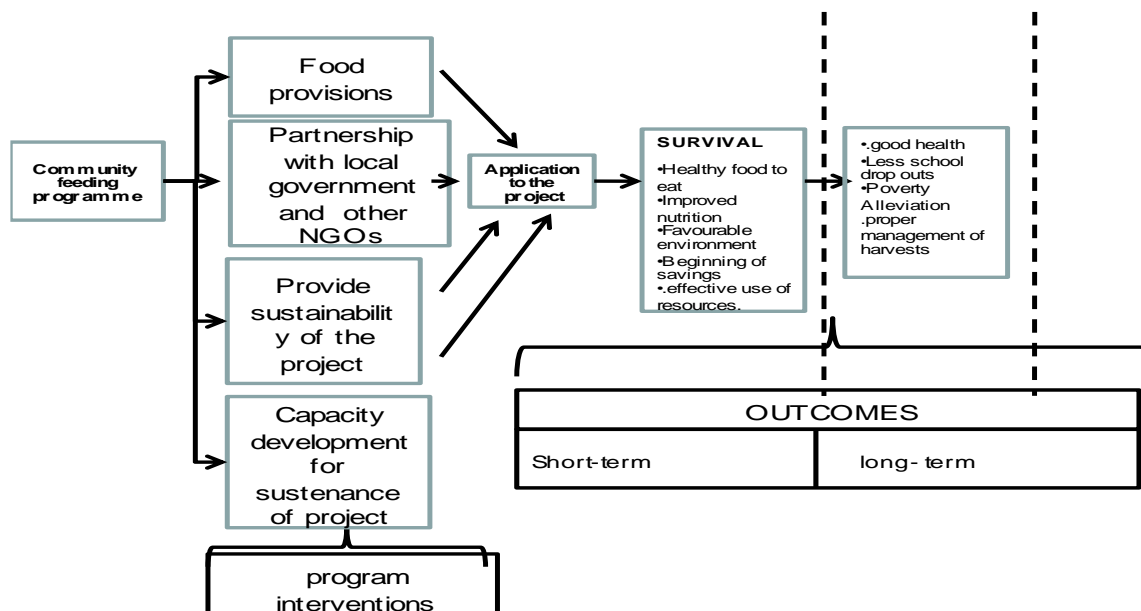 Community
feeding
programme
Food
provisions
Partnership
with local
government
and other
NGOs
Provide
sustainabilit
y of the
project
Capacity
development
for
sustenance
of project
program
interventions
Application
to the
project
SURVIVAL
•Healthy food to
eat
•Improved
nutrition
•Favourable
environment
•Beginning of
savings
•.effective use of
resources.
•.good health
•Less school
drop outs
•Poverty
Alleviation
.proper
management of
harvests
OUTCOMES
Short-term
long- term